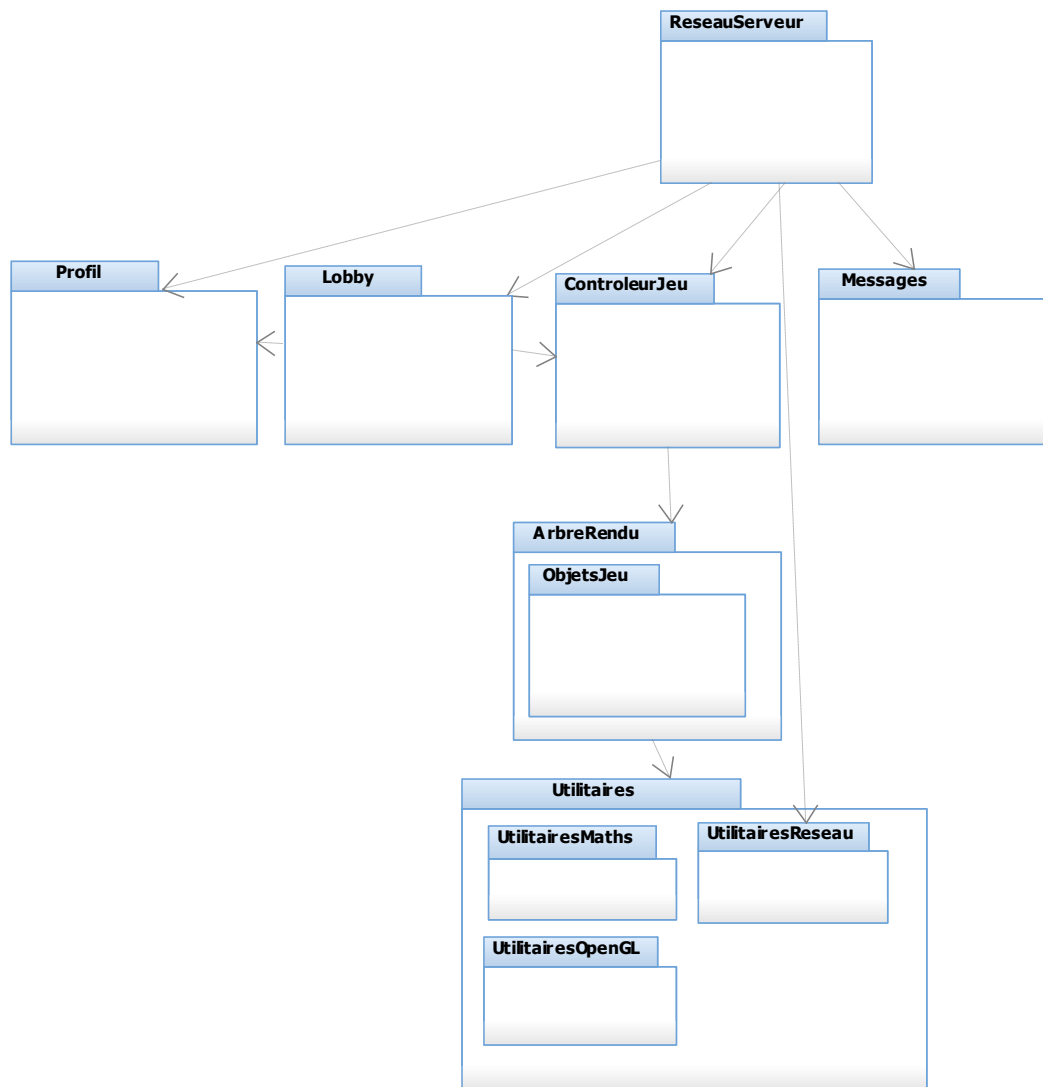 ReseauServeur
Profil
Lobby
ControleurJeu
Messages
ArbreRendu
ObjetsJeu
Utilitaires
UtilitairesMaths
UtilitairesReseau
UtilitairesOpenGL